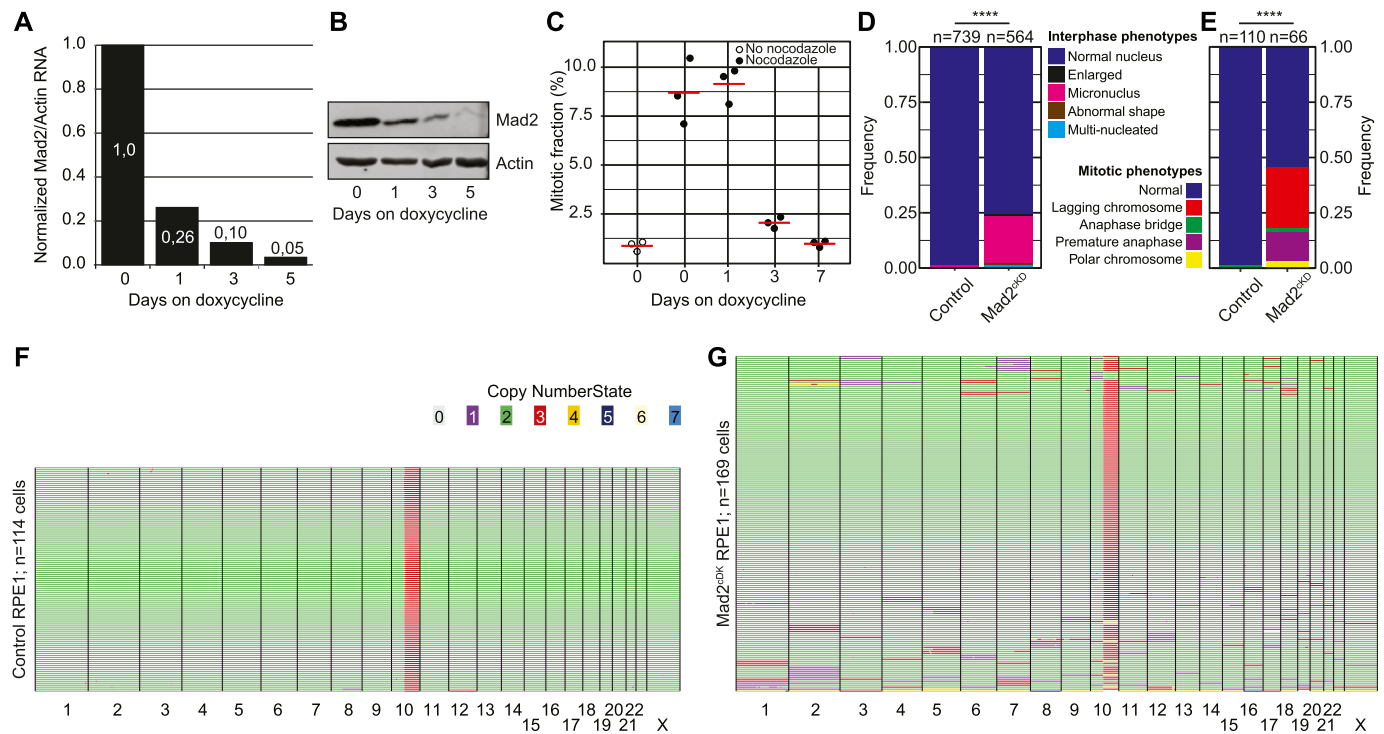 A
Normalized Mad2/Actin RNA
1.0
0.8
0.6
0.4
0.2
0.0
1,0
0,26
0,10
0,05
0
1
3
5
Days on doxycycline
B
Mad2
Actin
0
1
3
5
Days on doxycycline
C
Mitotic fraction (%)
No nocodazole
Nocodazole
10.0
7.5
5.0
2.5
0
0
1
3
7
Days on doxycycline
D
****
n=739 n=564
Frequency
1.00
0.75
0.50
0.25
0.00
Control
Mad2cKD
Interphase phenotypes
Normal nucleus
Enlarged
Micronucleus
Abnormal shape
Multi-nucleated
Mitotic phenotypes
Normal
Lagging chromosome
Anaphase bridge
Premature anaphase
Polar chromosome
E
****
n=110 n=66
1.00
0.75
0.50
0.25
0.00
Frequency
Control
Mad2cKD
F
Copy NumberState
0 1 2 3 4 5 6 7
Control RPE1; n=114 cells
1 2 3 4 5 6 7 8 9 10 11 12 13 14 16 18 20 22
15 17 19 21 X
G
Mad2cDK RPE1; n=169 cells
1 2 3 4 5 6 7 8 9 10 11 12 13 14 16 18 20 22
15 17 19 21 X